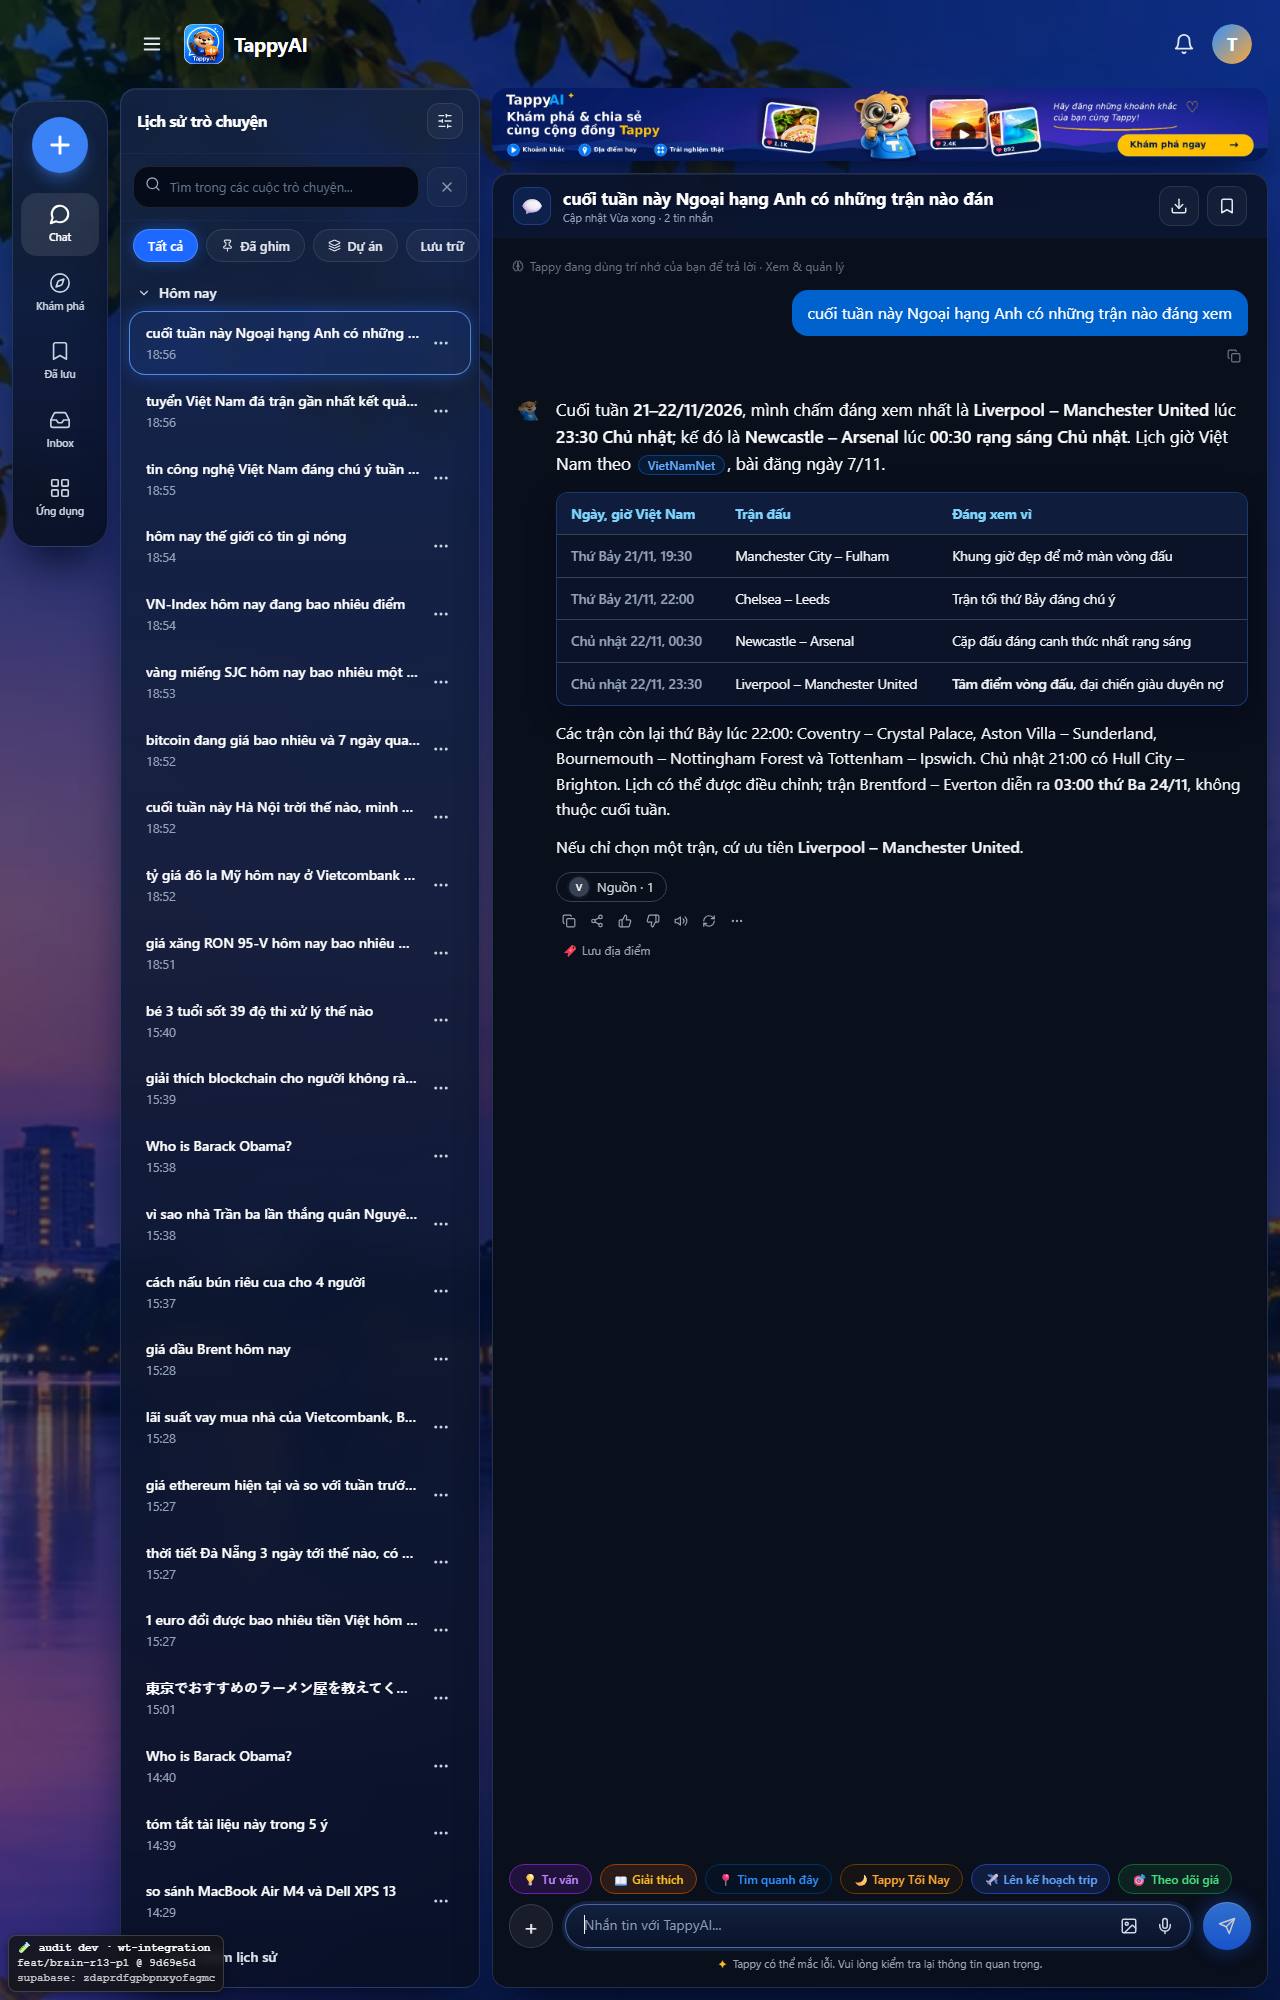 TappyAI
T
Lịch sử trò chuyện
Tìm trong các cuộc trò chuyện...
Tất cả
Đã ghim
Dự án
Lưu trữ
Chat
Khám phá
Đã lưu
Inbox
Ứng dụng
Hôm nay
cuối tuần này Ngoại hạng Anh có những ...
18:56
tuyển Việt Nam đá trận gần nhất kết quả...
18:56
tin công nghệ Việt Nam đáng chú ý tuần ...
18:55
hôm nay thế giới có tin gì nóng
18:54
VN-Index hôm nay đang bao nhiêu điểm
18:54
vàng miếng SJC hôm nay bao nhiêu một ...
18:53
bitcoin đang giá bao nhiêu và 7 ngày qua...
18:52
cuối tuần này Hà Nội trời thế nào, mình ...
18:52
tỷ giá đô la Mỹ hôm nay ở Vietcombank ...
18:52
giá xăng RON 95-V hôm nay bao nhiêu ...
18:51
bé 3 tuổi sốt 39 độ thì xử lý thế nào
15:40
giải thích blockchain cho người không rà...
15:39
Who is Barack Obama?
15:38
vì sao nhà Trần ba lần thắng quân Nguyê...
15:38
cách nấu bún riêu cua cho 4 người
15:37
giá dầu Brent hôm nay
15:28
lãi suất vay mua nhà của Vietcombank, B...
15:28
giá ethereum hiện tại và so với tuần trướ...
15:27
thời tiết Đà Nẵng 3 ngày tới thế nào, có ...
15:27
1 euro đổi được bao nhiêu tiền Việt hôm ...
15:27
東京でおすすめのラーメン屋を教えてく...
15:01
Who is Barack Obama?
14:40
tóm tắt tài liệu này trong 5 ý
14:39
so sánh MacBook Air M4 và Dell XPS 13
14:29
lịch sử
audit dev · wt-integration
feat/brain-r13-p1 @ 9d69e5d
supabase: zdaprdfgpbpnxyofagmc
TappyAI
Khám phá & chia sẻ
cùng cộng đồng Tappy
Khoảnh khắc
Địa điểm hay
Trải nghiệm thật
1.1K
2.4K
892
Hãy đăng những khoảnh khắc
của bạn cùng Tappy!
Khám phá ngay →
cuối tuần này Ngoại hạng Anh có những trận nào đán
Cập nhật Vừa xong · 2 tin nhắn
Tappy đang dùng trí nhớ của bạn để trả lời · Xem & quản lý
cuối tuần này Ngoại hạng Anh có những trận nào đáng xem
Cuối tuần 21–22/11/2026, mình chấm đáng xem nhất là Liverpool – Manchester United lúc
23:30 Chủ nhật; kế đó là Newcastle – Arsenal lúc 00:30 rạng sáng Chủ nhật. Lịch giờ Việt
Nam theo VietNamNet, bài đăng ngày 7/11.
Ngày, giờ Việt Nam Trận đấu Đáng xem vì
Thứ Bảy 21/11, 19:30 Manchester City – Fulham Khung giờ đẹp để mở màn vòng đấu
Thứ Bảy 21/11, 22:00 Chelsea – Leeds Trận tối thứ Bảy đáng chú ý
Chủ nhật 22/11, 00:30 Newcastle – Arsenal Cặp đấu đáng canh thức nhất rạng sáng
Chủ nhật 22/11, 23:30 Liverpool – Manchester United Tâm điểm vòng đấu, đại chiến giàu duyên nợ
Các trận còn lại thứ Bảy lúc 22:00: Coventry – Crystal Palace, Aston Villa – Sunderland,
Bournemouth – Nottingham Forest và Tottenham – Ipswich. Chủ nhật 21:00 có Hull City –
Brighton. Lịch có thể được điều chỉnh; trận Brentford – Everton diễn ra 03:00 thứ Ba 24/11, không
thuộc cuối tuần.
Nếu chỉ chọn một trận, cứ ưu tiên Liverpool – Manchester United.
V Nguồn · 1
Lưu địa điểm
Tư vấn
Giải thích
Tìm quanh đây
Tappy Tối Nay
Lên kế hoạch trip
Theo dõi giá
Nhắn tin với TappyAI...
Tappy có thể mắc lỗi. Vui lòng kiểm tra lại thông tin quan trọng.